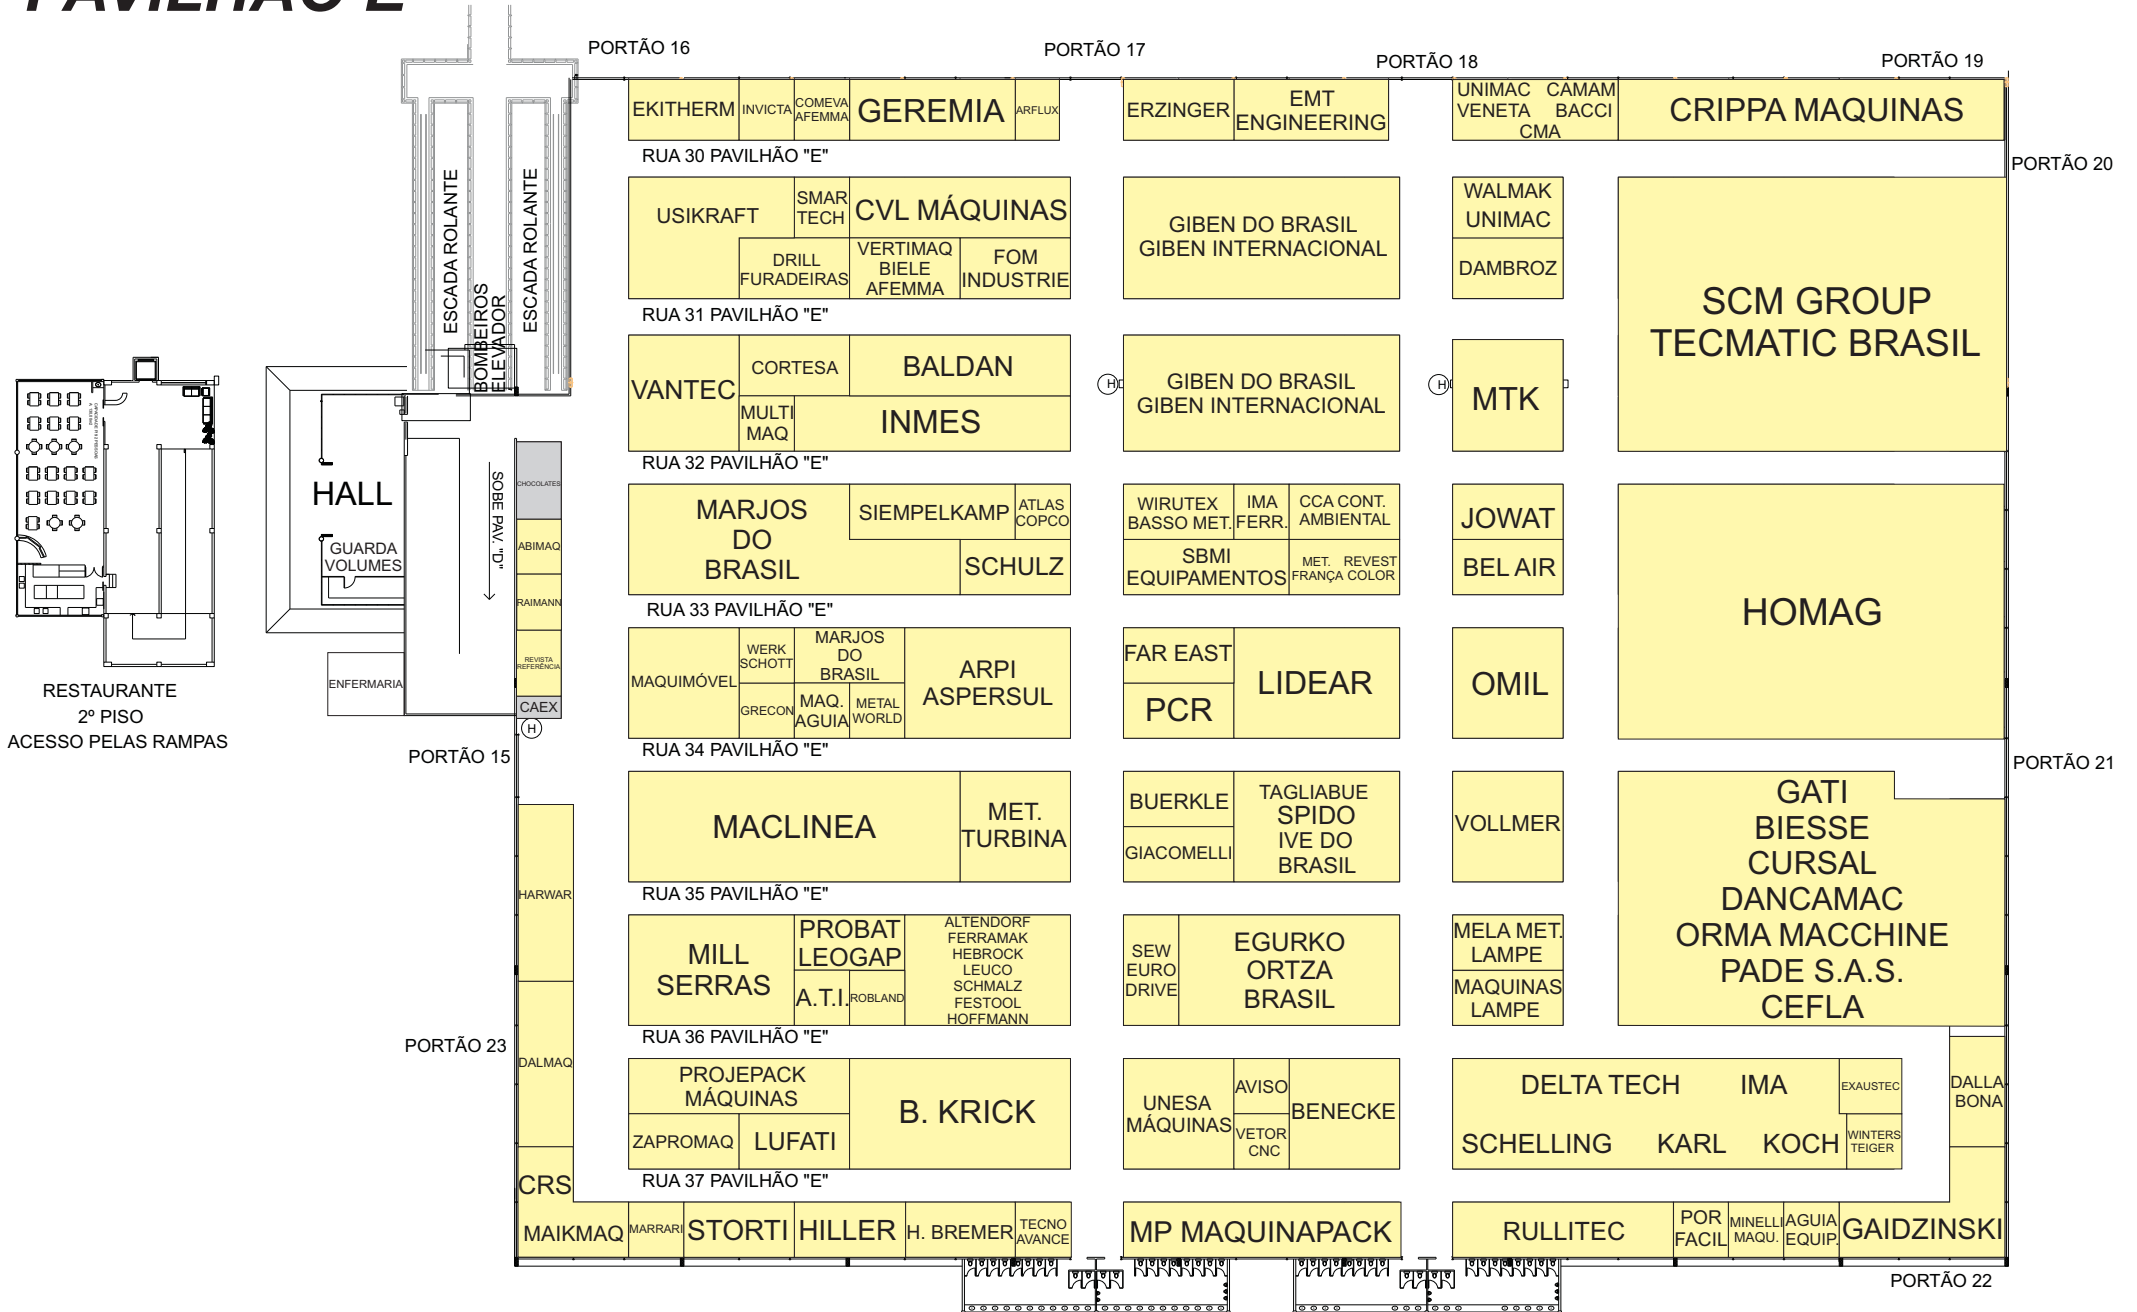 PAVILHÃO E
PORTÃO 16
PORTÃO 17
PORTÃO 18
PORTÃO 19
EKITHERM
INVICTA
COMEVA
AFEMMA
GEREMIA
ARFLUX
ERZINGER
EMT
ENGINEERING
UNIMAC CAMAM
VENETA BACCI
CMA
CRIPPA MAQUINAS
RUA 30 PAVILHÃO "E"
PORTÃO 20
ESCADA ROLANTE
BOMBEIROS
ELEVADOR
ESCADA ROLANTE
USIKRAFT
SMAR
TECH
CVL MÁQUINAS
DRILL
FURADEIRAS
VERTIMAQ
BIELE
AFEMMA
FOM
INDUSTRIE
GIBEN DO BRASIL
GIBEN INTERNACIONAL
WALMAK
UNIMAC
DAMBROZ
SCM GROUP
TECMATIC BRASIL
RUA 31 PAVILHÃO "E"
VANTEC
CORTESA
BALDAN
MULTI
MAQ
INMES
H
GIBEN DO BRASIL
GIBEN INTERNACIONAL
H
MTK
RUA 32 PAVILHÃO "E"
HALL
GUARDA
VOLUMES
SOBE PAV. "D"
CHOCOLATES
ABIMAQ
RAIMANN
REVISTA
REFERÊNCIA
CAEX
H
ENFERMARIA
RESTAURANTE
2º PISO
ACESSO PELAS RAMPAS
MARJOS
DO
BRASIL
SIEMPELKAMP
ATLAS
COPCO
SCHULZ
WIRUTEX
BASSO MET.
IMA
FERR.
CCA CONT.
AMBIENTAL
SBMI
EQUIPAMENTOS
MET. REVEST
FRANÇA COLOR
JOWAT
BEL AIR
HOMAG
RUA 33 PAVILHÃO "E"
MAQUIMÓVEL
WERK
SCHOTT
MARJOS
DO
BRASIL
GRECON
MAQ.
AGUIA
METAL
WORLD
ARPI
ASPERSUL
FAR EAST
PCR
LIDEAR
OMIL
RUA 34 PAVILHÃO "E"
PORTÃO 15
PORTÃO 21
MACLINEA
MET.
TURBINA
BUERKLE
GIACOMELLI
TAGLIABUE
SPIDO
IVE DO
BRASIL
VOLLMER
GATI
BIESSE
CURSAL
DANCAMAC
ORMA MACCHINE
PADE S.A.S.
CEFLA
HARWAR
RUA 35 PAVILHÃO "E"
MILL
SERRAS
PROBAT
LEOGAP
A.T.I.
ROBLAND
ALTENDORF
FERRAMAK
HEBROCK
LEUCO
SCHMALZ
FESTOOL
HOFFMANN
SEW
EURO
DRIVE
EGURKO
ORTZA
BRASIL
MELA MET.
LAMPE
MAQUINAS
LAMPE
RUA 36 PAVILHÃO "E"
PORTÃO 23
DALMAQ
PROJEPACK
MÁQUINAS
ZAPROMAQ
LUFATI
B. KRICK
UNESA
MÁQUINAS
AVISO
VETOR
CNC
BENECKE
DELTA TECH IMA
SCHELLING KARL KOCH
EXAUSTEC
WINTERS
TEIGER
DALLA
BONA
RUA 37 PAVILHÃO "E"
CRS
MAIKMAQ
MARRARI
STORTI
HILLER
H. BREMER
TECNO
AVANCE
MP MAQUINAPACK
RULLITEC
POR
FACIL
MINELLI
MAQU.
AGUIA
EQUIP.
GAIDZINSKI
PORTÃO 22